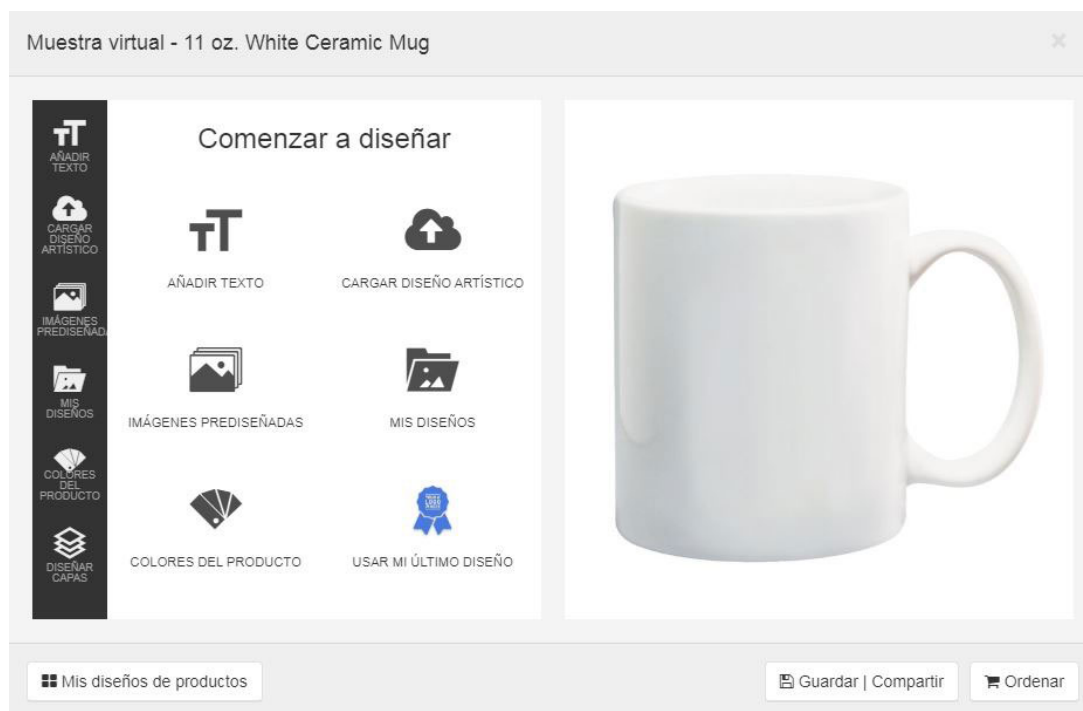 Muestra virtual - 11 oz. White Ceramic Mug
×
AÑADIR
TEXTO
CARGAR
DISEÑO
ARTÍSTICO
IMÁGENES
PREDISEÑAD
MIS
DISEÑOS
COLORES
DEL
PRODUCTO
DISEÑAR
CAPAS
Comenzar a diseñar
AÑADIR TEXTO
CARGAR DISEÑO ARTÍSTICO
IMÁGENES PREDISEÑADAS
MIS DISEÑOS
COLORES DEL PRODUCTO
USAR MI ÚLTIMO DISEÑO
Mis diseños de productos
Guardar | Compartir
Ordenar